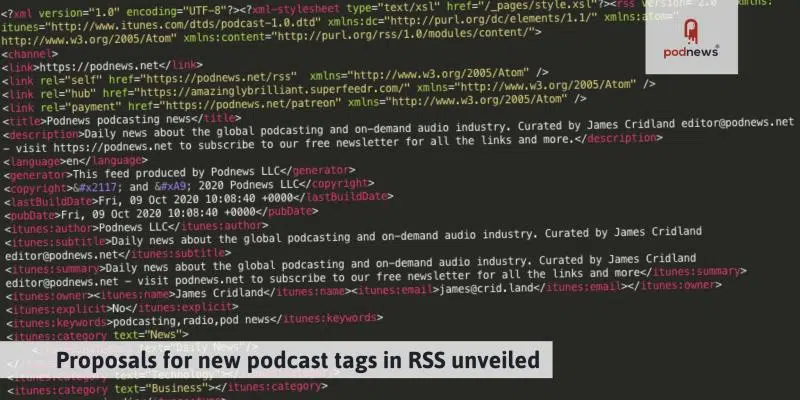 <?xml version="1.0" encoding="UTF-8"?><?xml-stylesheet type="text/xsl" href="/_pages/style.xsl"?><rss version="2.0" xmlns:
itunes="http://www.itunes.com/dtds/podcast-1.0.dtd" xmlns:dc="http://purl.org/dc/elements/1.1/" xmlns:atom="
http://www.w3.org/2005/Atom" xmlns:content="http://purl.org/rss/1.0/modules/content/">
podnews
<channel>
<link>https://podnews.net</link>
<link rel="self" href="https://podnews.net/rss" xmlns="http://www.w3.org/2005/Atom" />
<link rel="hub" href="https://amazinglybrilliant.superfeedr.com/" xmlns="http://www.w3.org/2005/Atom" />
<link rel="payment" href="https://podnews.net/patreon" xmlns="http://www.w3.org/2005/Atom" />
<title>Podnews podcasting news</title>
<description>Daily news about the global podcasting and on-demand audio industry. Curated by James Cridland editor@podnews.net
- visit https://podnews.net to subscribe to our free newsletter for all the links and more.</description>
<language>en</language>
<generator>This feed produced by Podnews LLC</generator>
<copyright>&#x2117; and &#xA9; 2020 Podnews LLC</copyright>
<lastBuildDate>Fri, 09 Oct 2020 10:08:40 +0000</lastBuildDate>
<pubDate>Fri, 09 Oct 2020 10:08:40 +0000</pubDate>
<itunes:author>Podnews LLC</itunes:author>
<itunes:subtitle>Daily news about the global podcasting and on-demand audio industry. Curated by James Cridland
editor@podnews.net</itunes:subtitle>
<itunes:summary>Daily news about the global podcasting and on-demand audio industry. Curated by James Cridland
editor@podnews.net - visit podnews.net to subscribe to our free newsletter for all the links and more</itunes:summary>
<itunes:owner><itunes:name>James Cridland</itunes:name><itunes:email>james@crid.land</itunes:email></itunes:owner>
<itunes:explicit>No</itunes:explicit>
<itunes:keywords>podcasting,radio,pod news</itunes:keywords>
<itunes:category text="News">
Proposals for new podcast tags in RSS unveiled
<itunes:category text="Business"></itunes:category>